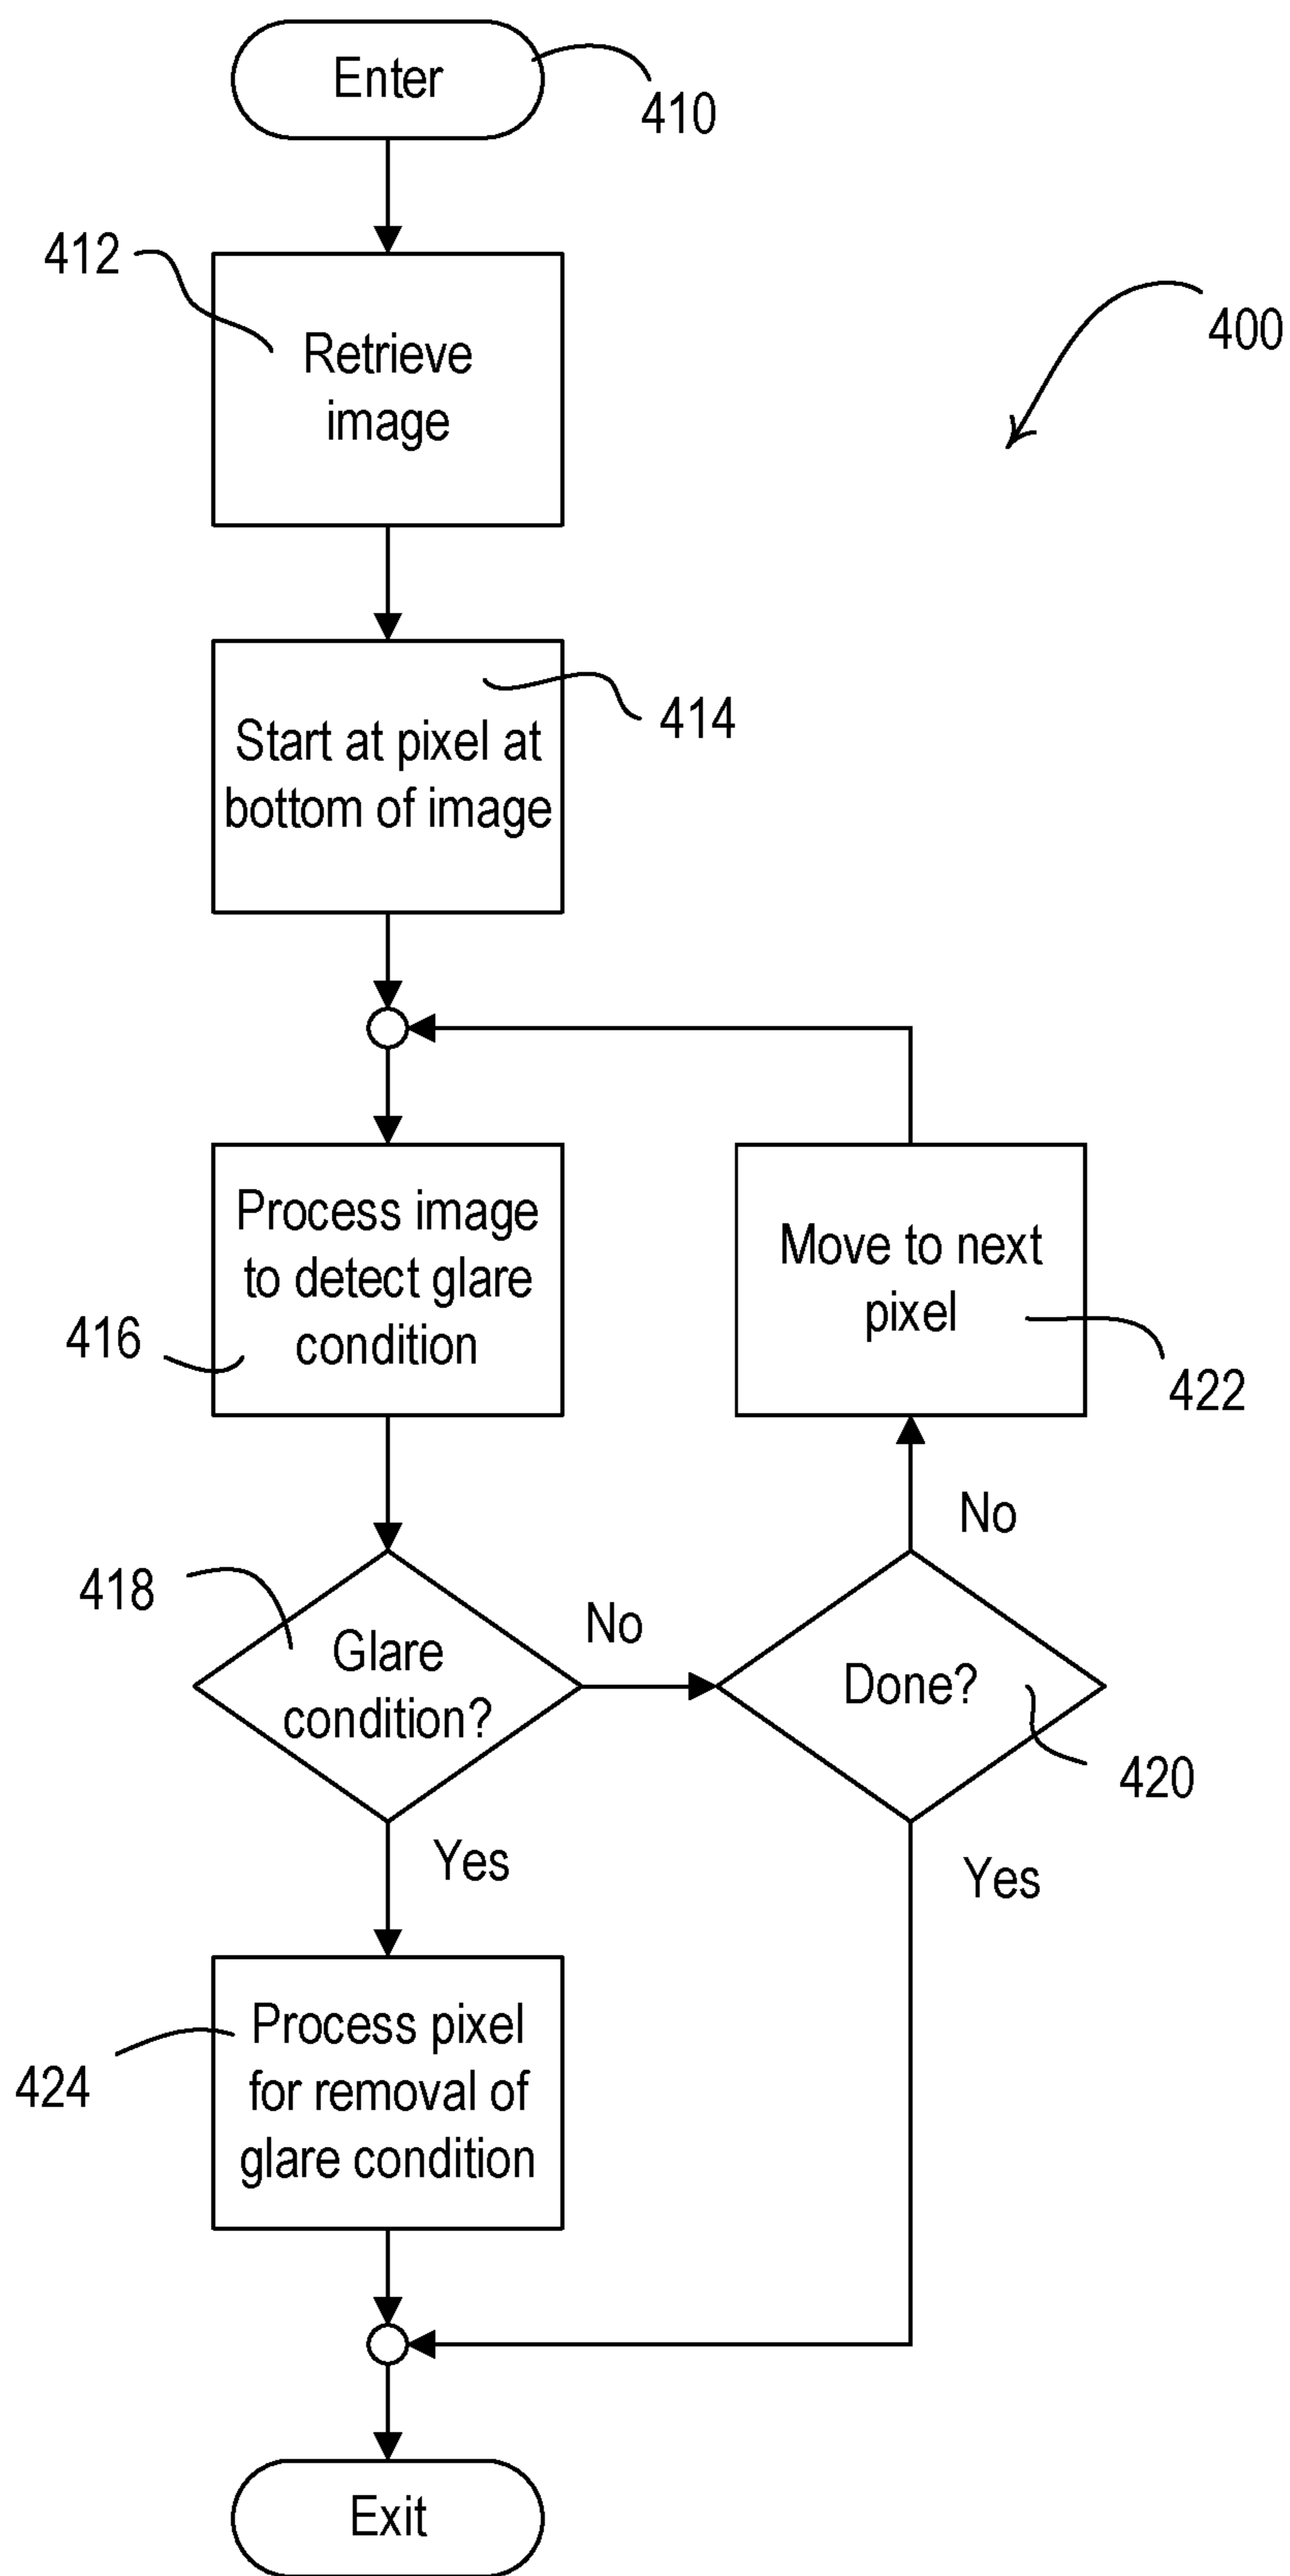 Enter
410
412
Retrieve
image
400
414
Start at pixel at
bottom of image
Process image
to detect glare
condition
416
Move to next
pixel
422
No
418
Glare
condition?
No
Done?
420
Yes
Yes
Process pixel
for removal of
glare condition
424
Exit